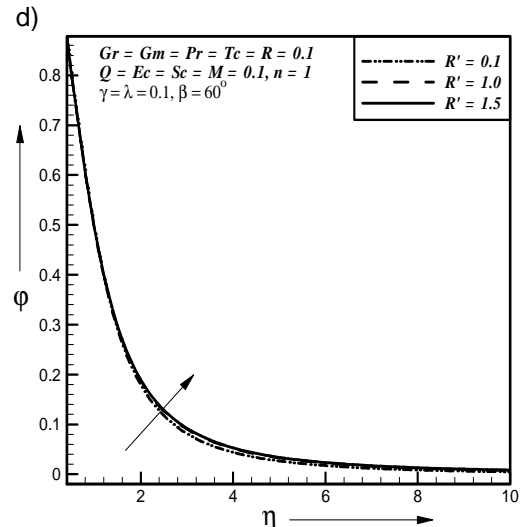 d)
Gr = Gm = Pr = Tc = R = 0.1
Q = Ec = Sc = M = 0.1, n = 1
γ = λ = 0.1, β = 60°
R' = 0.1
R' = 1.0
R' = 1.5
0.8
0.7
0.6
0.5
0.4
0.3
0.2
0.1
0
φ
2
4
6
8
10
η